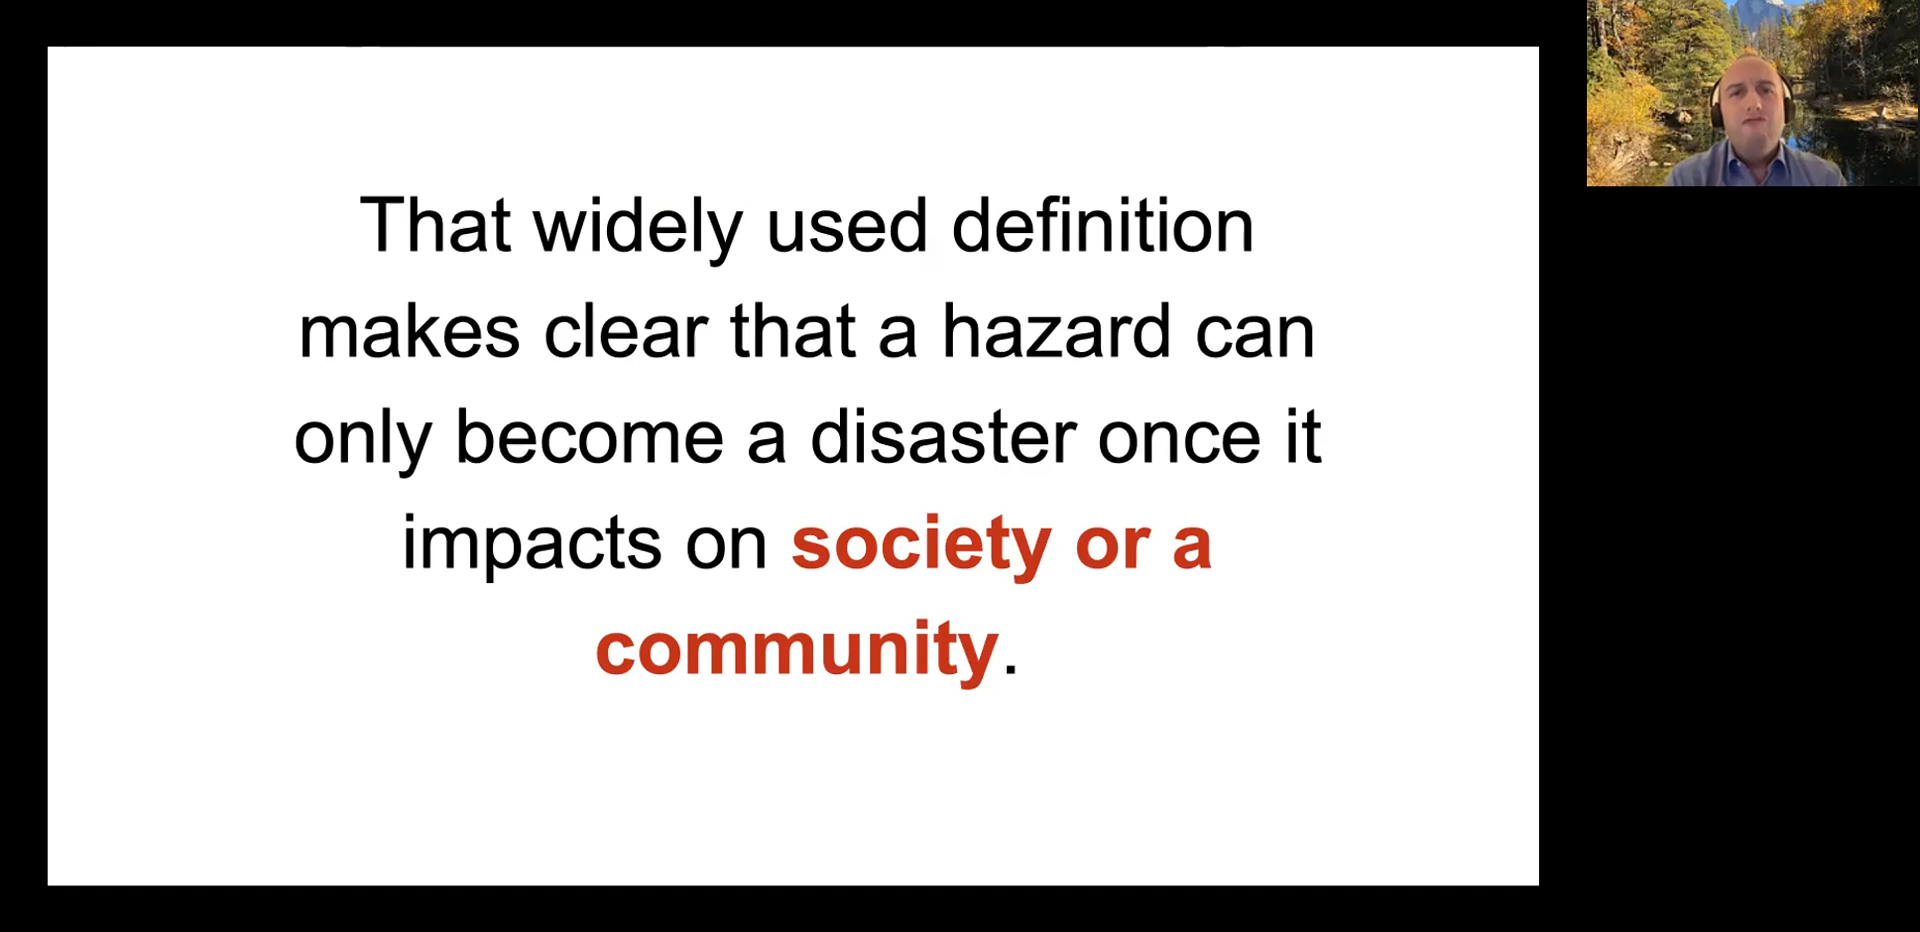 That widely used definition
makes clear that a hazard can
only become a disaster once it
impacts on society or a
community.